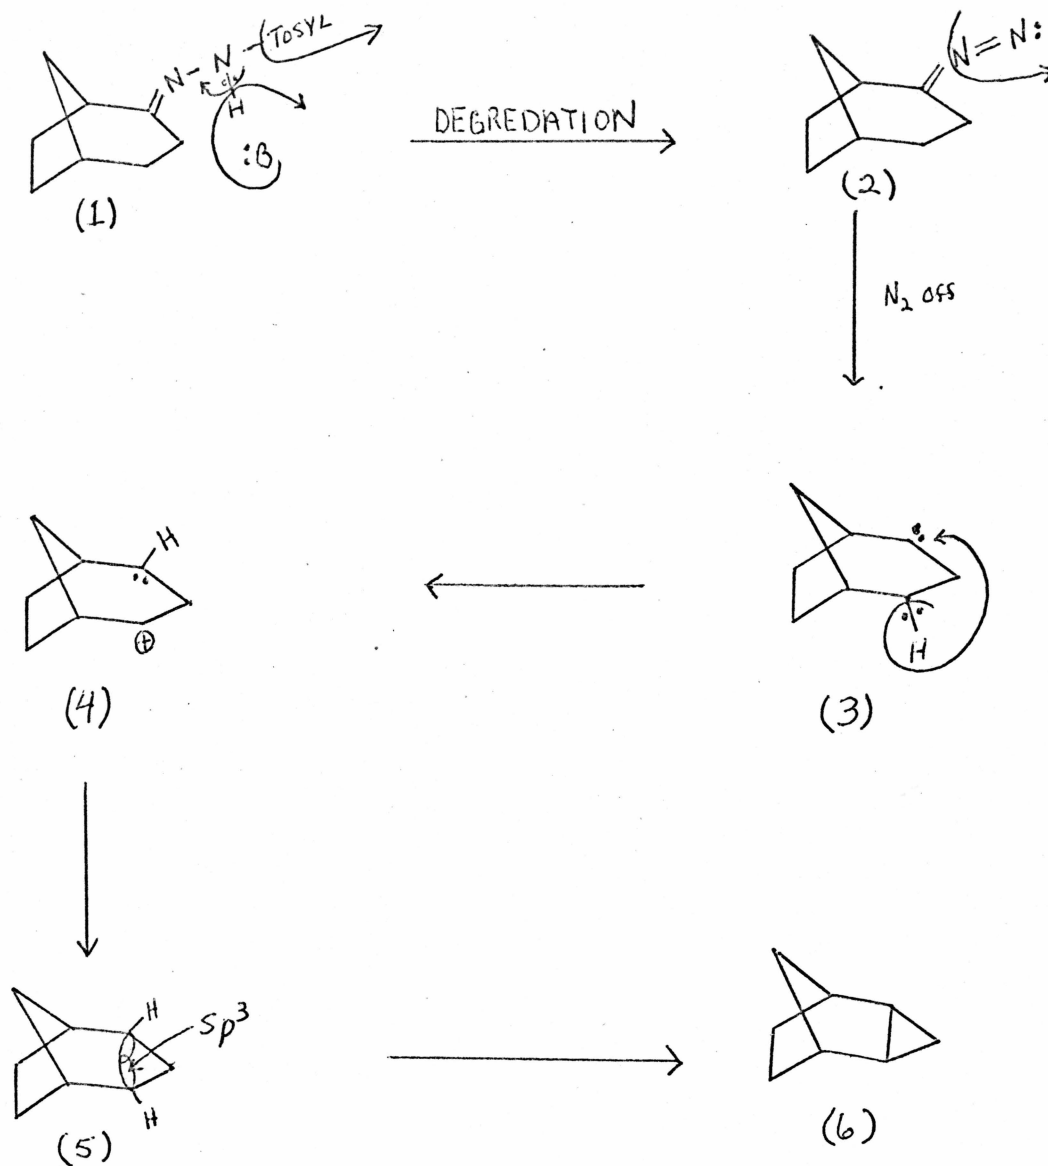 N-N-TOSYL
H
:B
DEGREDATION
N=N:
(1)
(2)
N2 off
H
⊕
(4)
H
(3)
H
Sp³
H
(5)
(6)